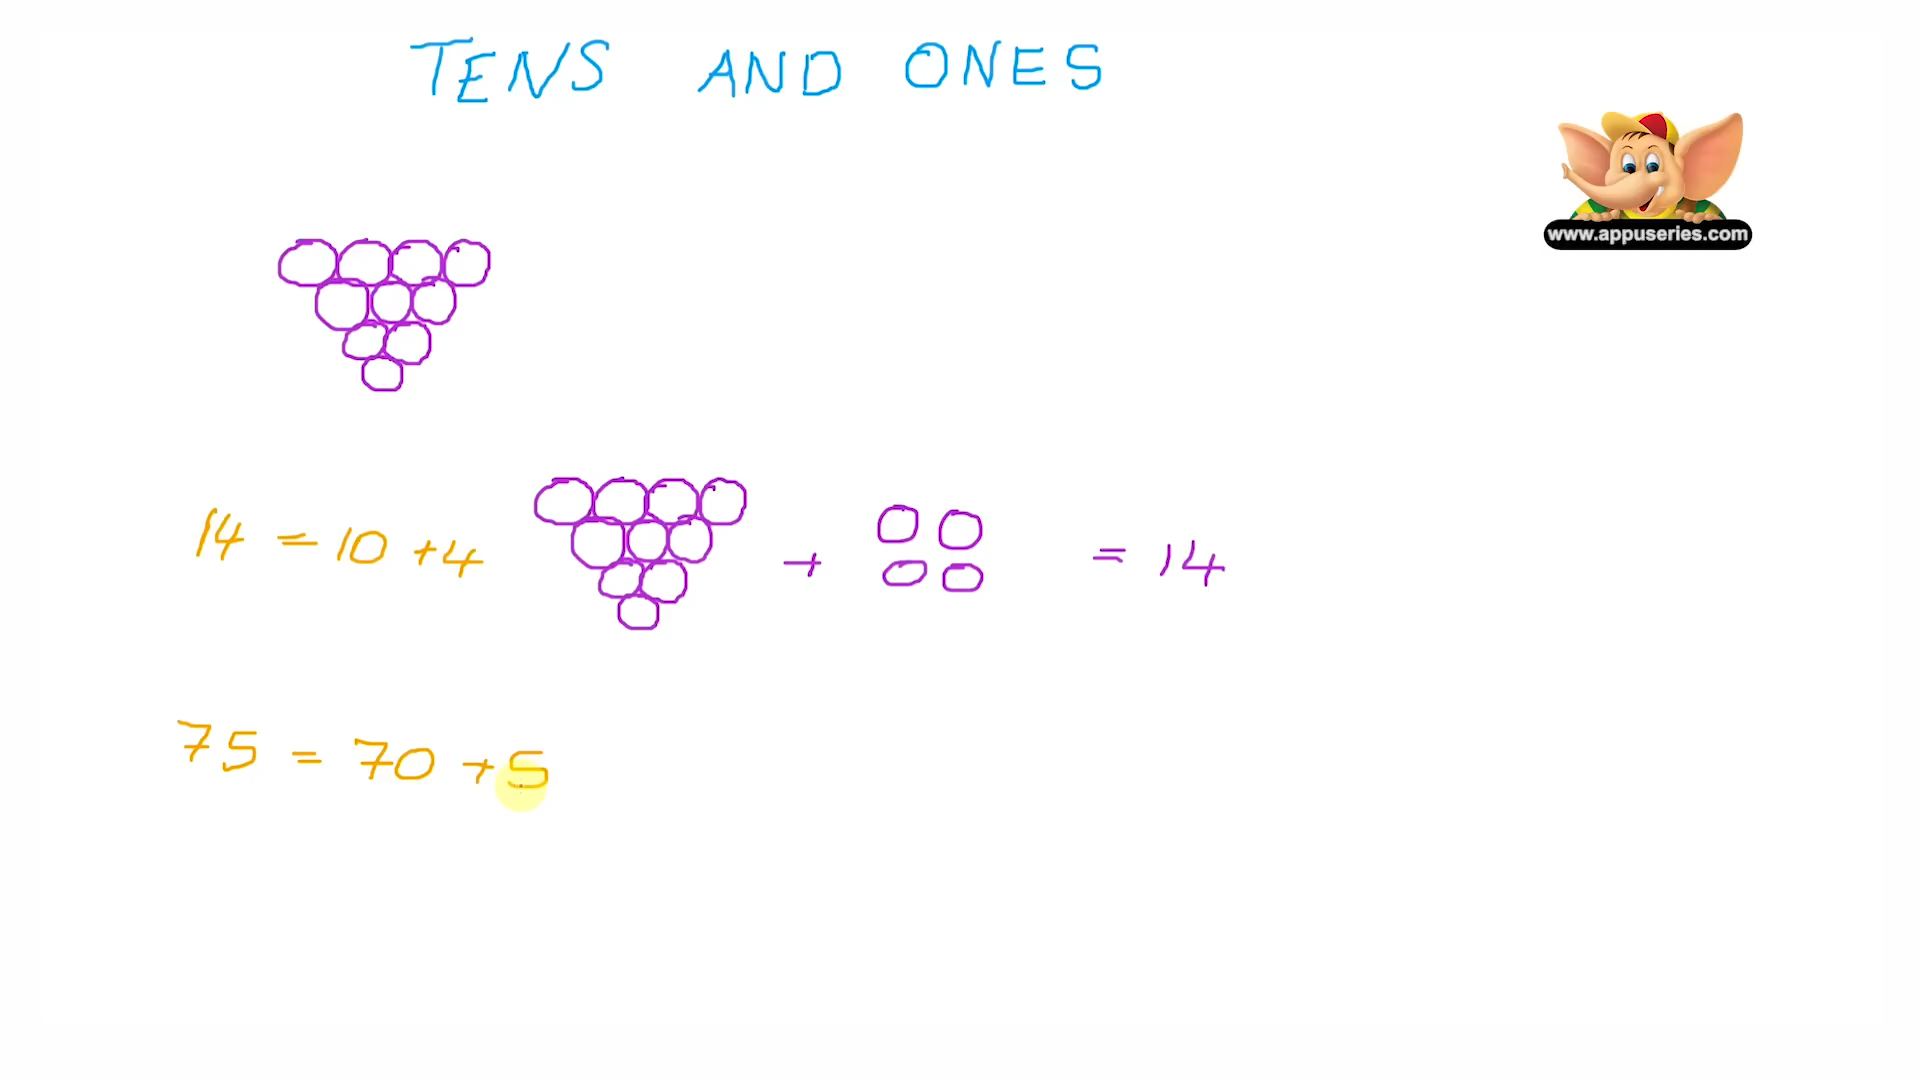 TENS AND ONES
www.appuseries.com
14 = 10 + 4 + = 14
75 = 70 + 5